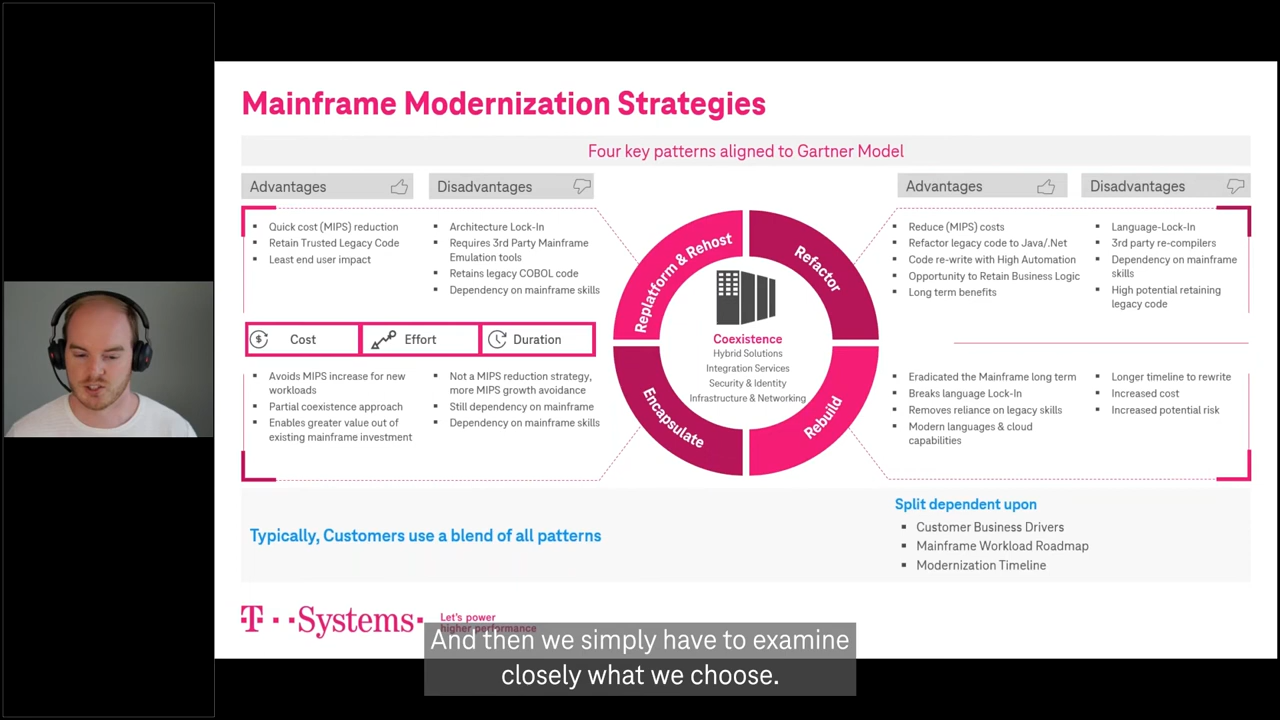 Mainframe Modernization Strategies
Four key patterns aligned to Gartner Model
Advantages
Disadvantages
Quick cost (MIPS) reduction
Retain Trusted Legacy Code
Least end user impact
Architecture Lock-In
Requires 3rd Party Mainframe
Emulation tools
Retains legacy COBOL code
Dependency on mainframe skills
Cost
Effort
Duration
Avoids MIPS increase for new
workloads
Partial coexistence approach
Enables greater value out of
existing mainframe investment
Not a MIPS reduction strategy,
more MIPS growth avoidance
Still dependency on mainframe
Dependency on mainframe skills
Replatform & Rehost
Refactor
Encapsulate
Rebuild
Coexistence
Hybrid Solutions
Integration Services
Security & Identity
Infrastructure & Networking
Advantages
Disadvantages
Reduce (MIPS) costs
Refactor legacy code to Java/.Net
Code re-write with High Automation
Opportunity to Retain Business Logic
Long term benefits
Language-Lock-In
3rd party re-compilers
Dependency on mainframe
skills
High potential retaining
legacy code
Eradicated the Mainframe long term
Breaks language Lock-In
Removes reliance on legacy skills
Modern languages & cloud
capabilities
Longer timeline to rewrite
Increased cost
Increased potential risk
Typically, Customers use a blend of all patterns
Split dependent upon
Customer Business Drivers
Mainframe Workload Roadmap
Modernization Timeline
T Systems
Let's power
higher performance
And then we simply have to examine
closely what we choose.